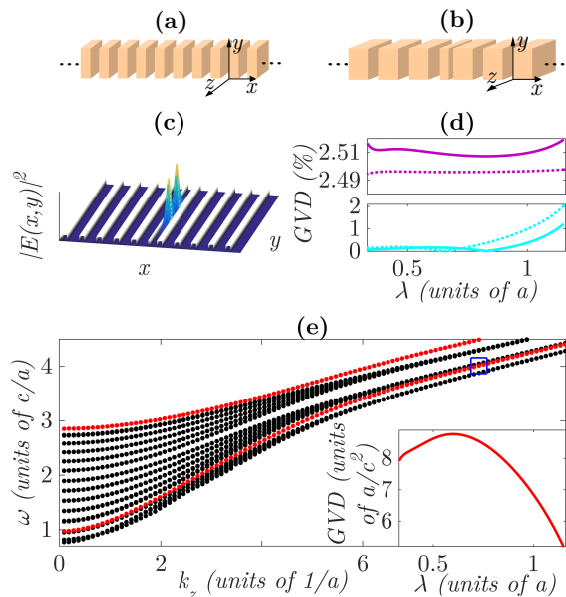 (a)
(b)
y
z
x
y
z
x
(c)
(d)
|E(x,y)|²
x
y
GVD (%)
2.51
2.49
2
1
0
0.5
1
λ (units of a)
(e)
ω (units of c/a)
4
3
2
1
0
2
4
6
k_z (units of 1/a)
GVD (units
of a/c²)
8
7
6
0.5
1
λ (units of a)